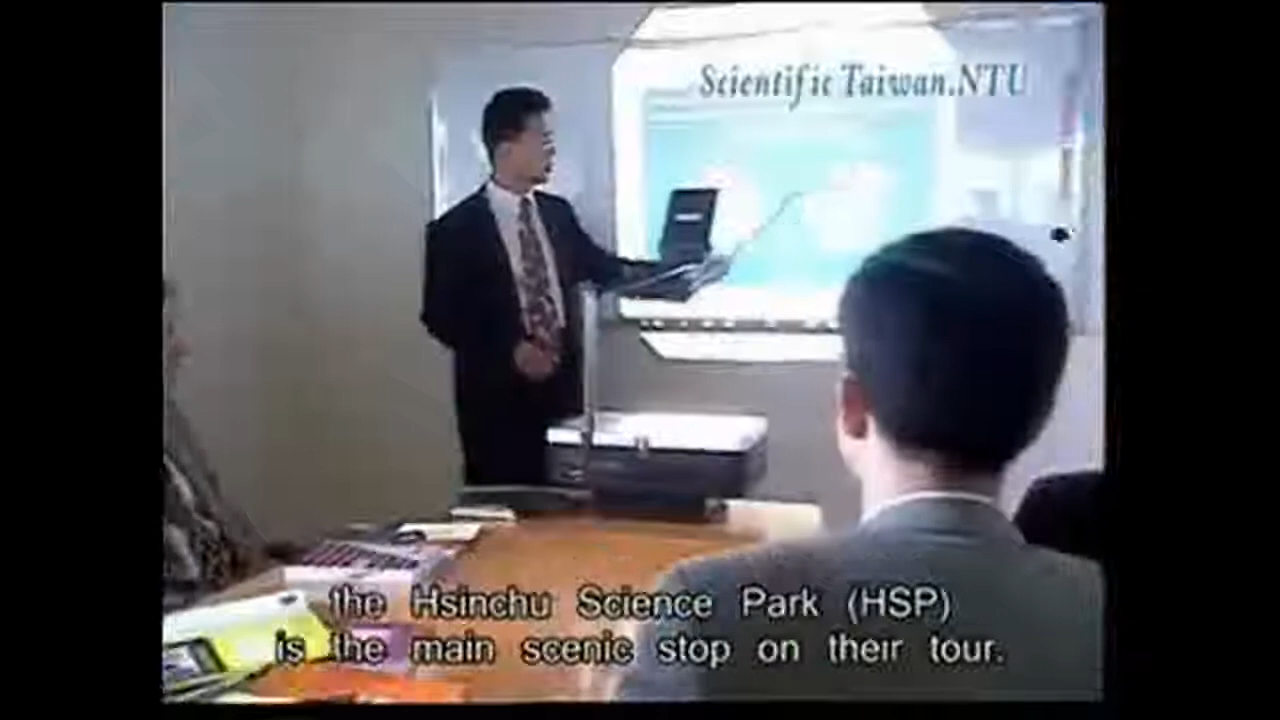 Scientific Taiwan.NTU
the Hsinchu Science Park (HSP)
is the main scenic stop on their tour.